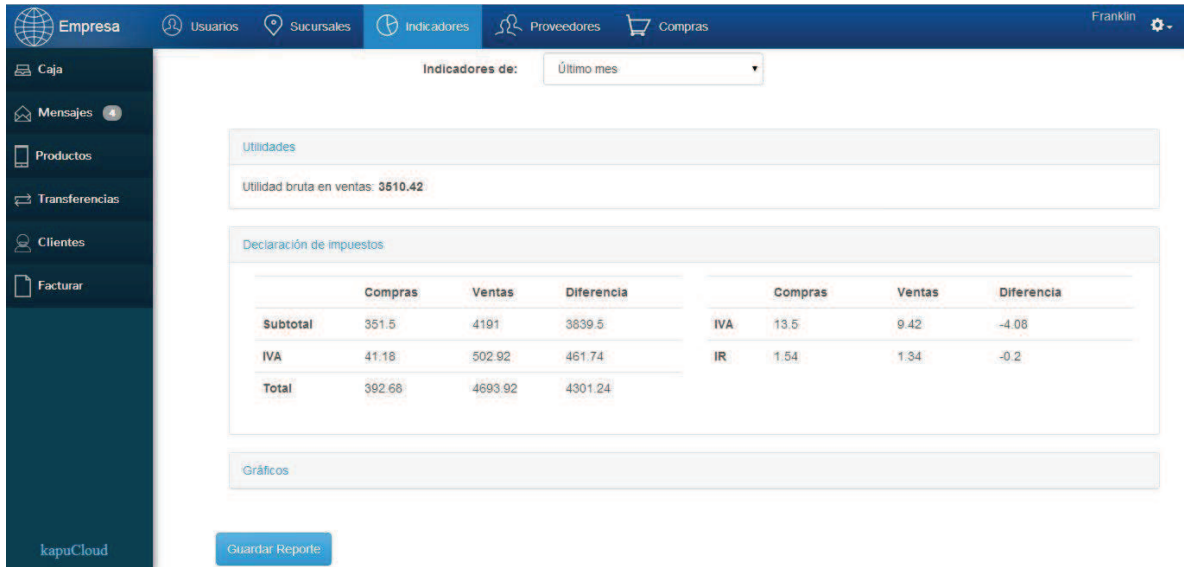 Empresa Usuarios Sucursales Indicadores Proveedores Compras Franklin
Caja
Mensajes 4
Productos
Transferencias
Clientes
Facturar
kapuCloud
Indicadores de: Último mes
Utilidades
Utilidad bruta en ventas: 3510.42
Declaración de impuestos
Compras Ventas Diferencia
Subtotal 351.5 4191 3839.5
IVA 41.18 502.92 461.74
Total 392.68 4693.92 4301.24
Compras Ventas Diferencia
IVA 13.5 9.42 -4.08
IR 1.54 1.34 -0.2
Gráficos
Guardar Reporte